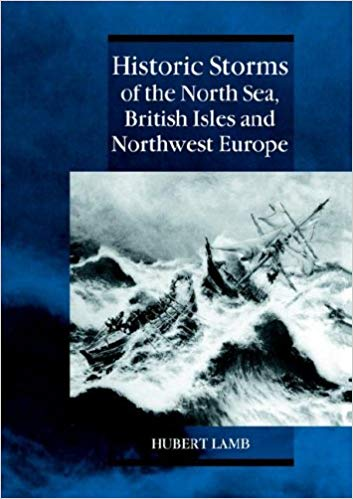 Historic Storms
of the North Sea,
British Isles and
Northwest Europe
HUBERT LAMB